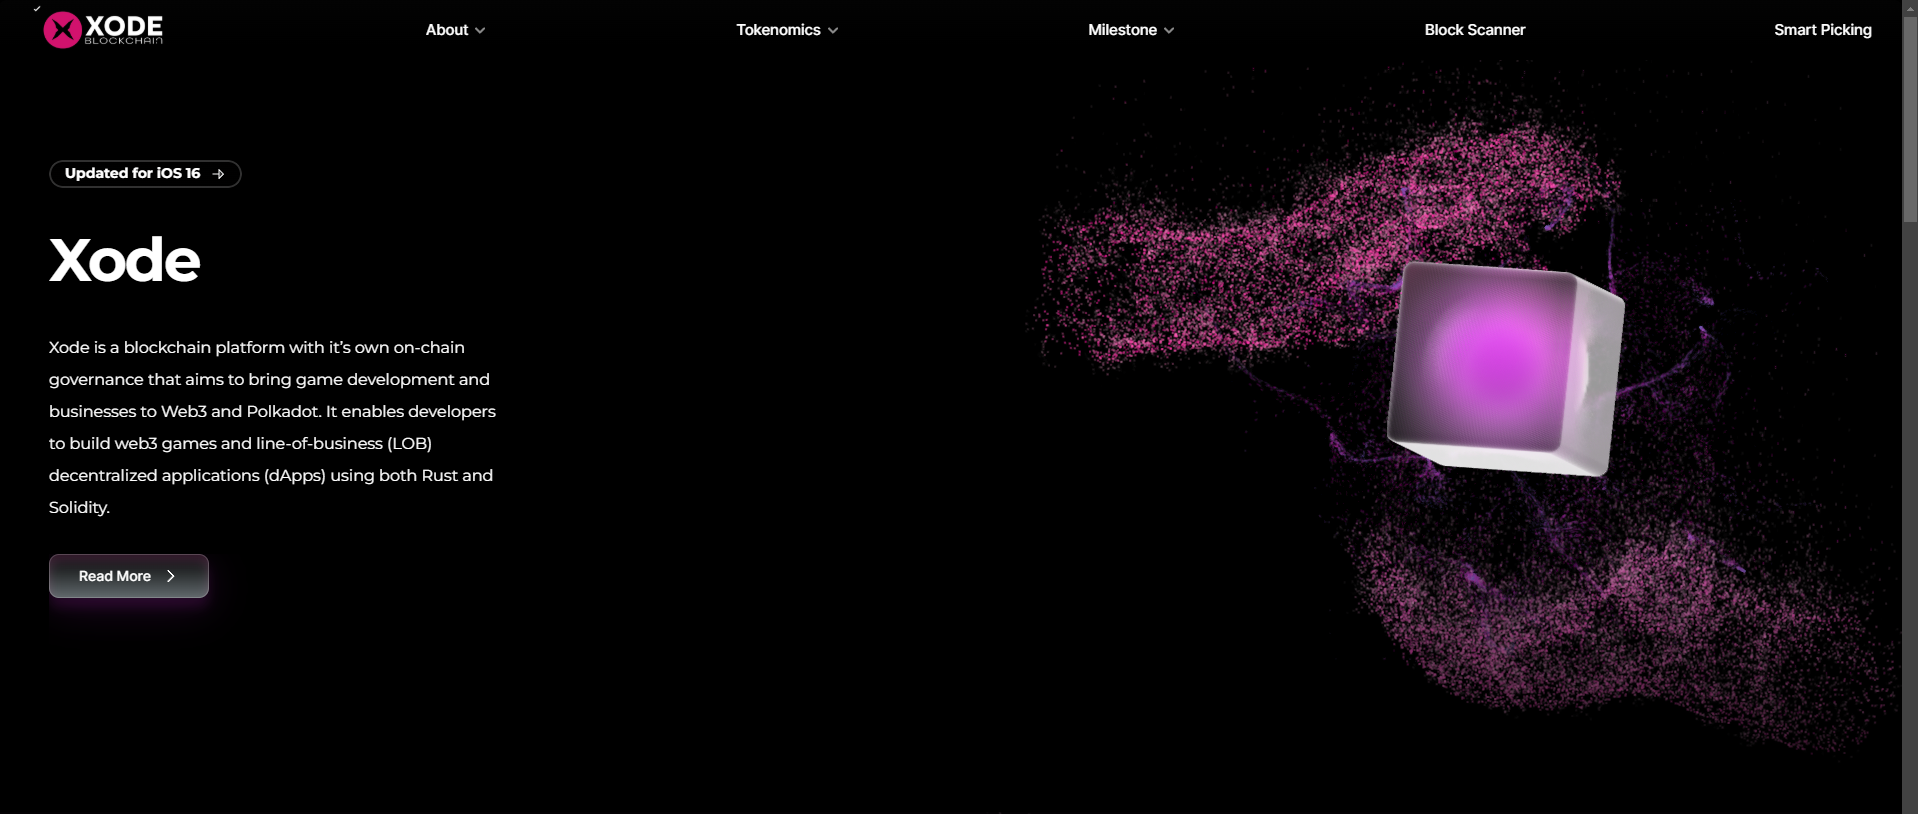 XODE
BLOCKCHAIN
About
Tokenomics
Milestone
Block Scanner
Smart Picking
Updated for iOS 16
Xode
Xode is a blockchain platform with it’s own on-chain
governance that aims to bring game development and
businesses to Web3 and Polkadot. It enables developers
to build web3 games and line-of-business (LOB)
decentralized applications (dApps) using both Rust and
Solidity.
Read More